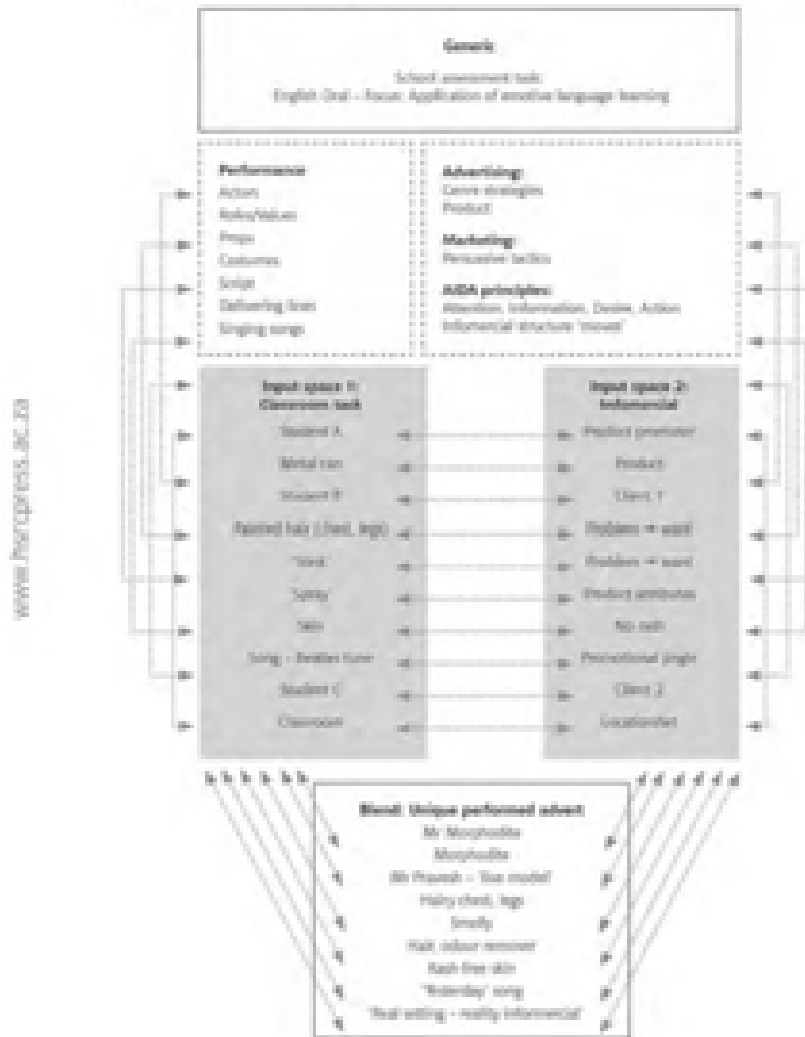 www.hsrcpress.ac.za
Generic
School assessment task
English Oral – Focus: Application of emotive language learning
Performance
Actors
Roles/Values
Props
Costumes
Script
Delivering lines
Singing songs
Advertising:
Genre strategies
Product
Marketing:
Persuasive tactics
AIDA principles:
Attention, Information, Desire, Action
Infomercial structure 'moves'
Input space 1:
Classroom task
Student A
Metal can
Student B
Painted hair (chest, legs)
'Stink'
'Spray'
Skin
Song – Beatles tune
Student C
Classroom
Input space 2:
Infomercial
Product promoter
Product
Client 1
Problem → want
Problem → want
Product attributes
No rash
Promotional jingle
Client 2
Location/set
Blend: Unique performed advert
Mr Morphodite
Morphodite
Mr Pravesh – 'live model'
Hairy chest, legs
Smelly
Hair, odour remover
Rash-free skin
'Yesterday' song
'Real setting – reality infomercial'